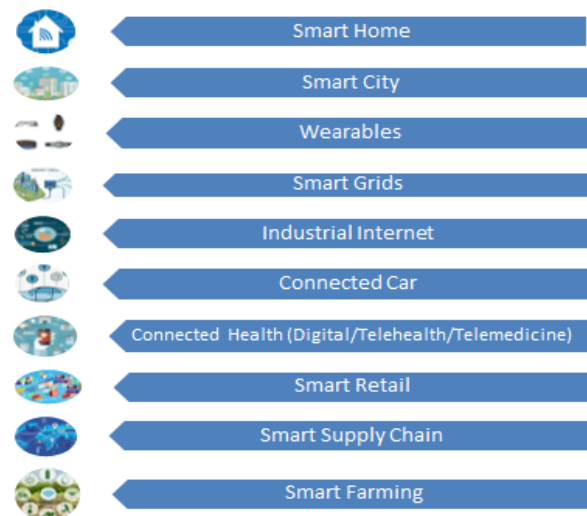 Smart Home
Smart City
Wearables
Smart Grids
Industrial Internet
Connected Car
Connected Health (Digital/Telehealth/Telemedicine)
Smart Retail
Smart Supply Chain
Smart Farming